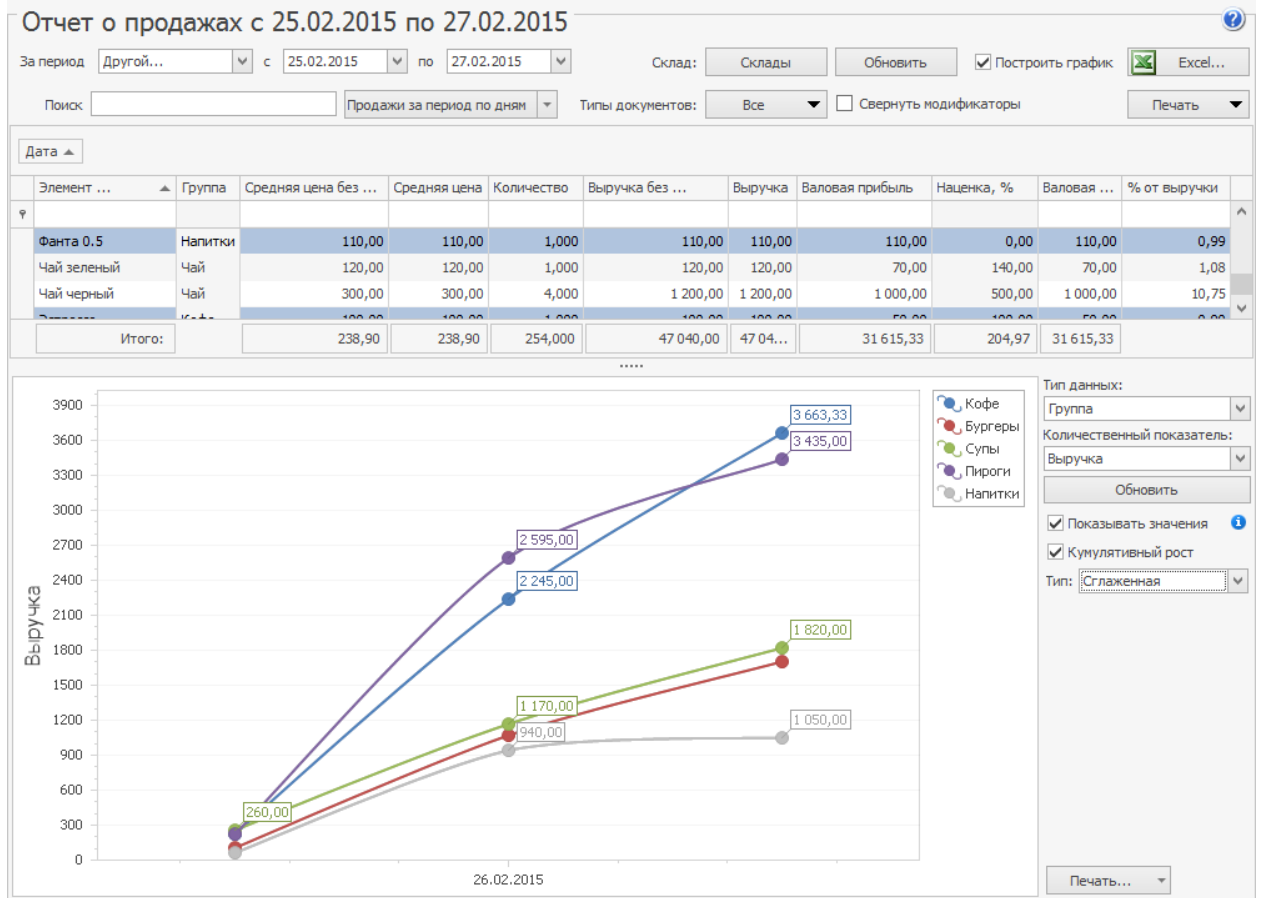 Отчет о продажах с 25.02.2015 по 27.02.2015
За период Другой... с 25.02.2015 по 27.02.2015 Склад: Склады Обновить Построить график Excel...
Поиск Продажи за период по дням Типы документов: Все Свернуть модификаторы Печать
Дата
Элемент ... Группа Средняя цена без ... Средняя цена Количество Выручка без ... Выручка Валовая прибыль Наценка, % Валовая ... % от выручки
Фанта 0.5 Напитки 110,00 110,00 1,000 110,00 110,00 110,00 0,00 110,00 0,99
Чай зеленый Чай 120,00 120,00 1,000 120,00 120,00 70,00 140,00 70,00 1,08
Чай черный Чай 300,00 300,00 4,000 1 200,00 1 200,00 1 000,00 500,00 1 000,00 10,75
Итого: 238,90 238,90 254,000 47 040,00 47 04... 31 615,33 204,97 31 615,33
Выручка
3900
3600
3300
3000
2700
2400
2100
1800
1500
1200
900
600
300
0
3 663,33
3 435,00
2 595,00
2 245,00
1 820,00
1 170,00
940,00
1 050,00
260,00
26.02.2015
Кофе
Бургеры
Супы
Пироги
Напитки
Тип данных:
Группа
Количественный показатель:
Выручка
Обновить
Показывать значения
Кумулятивный рост
Тип: Сглаженная
Печать...